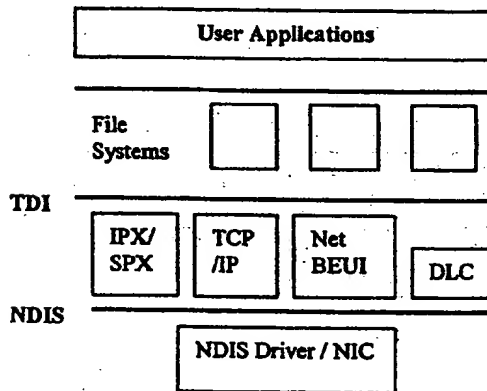 User Applications
File
Systems
TDI
IPX/
SPX
TCP
/IP
Net
BEUI
DLC
NDIS
NDIS Driver / NIC